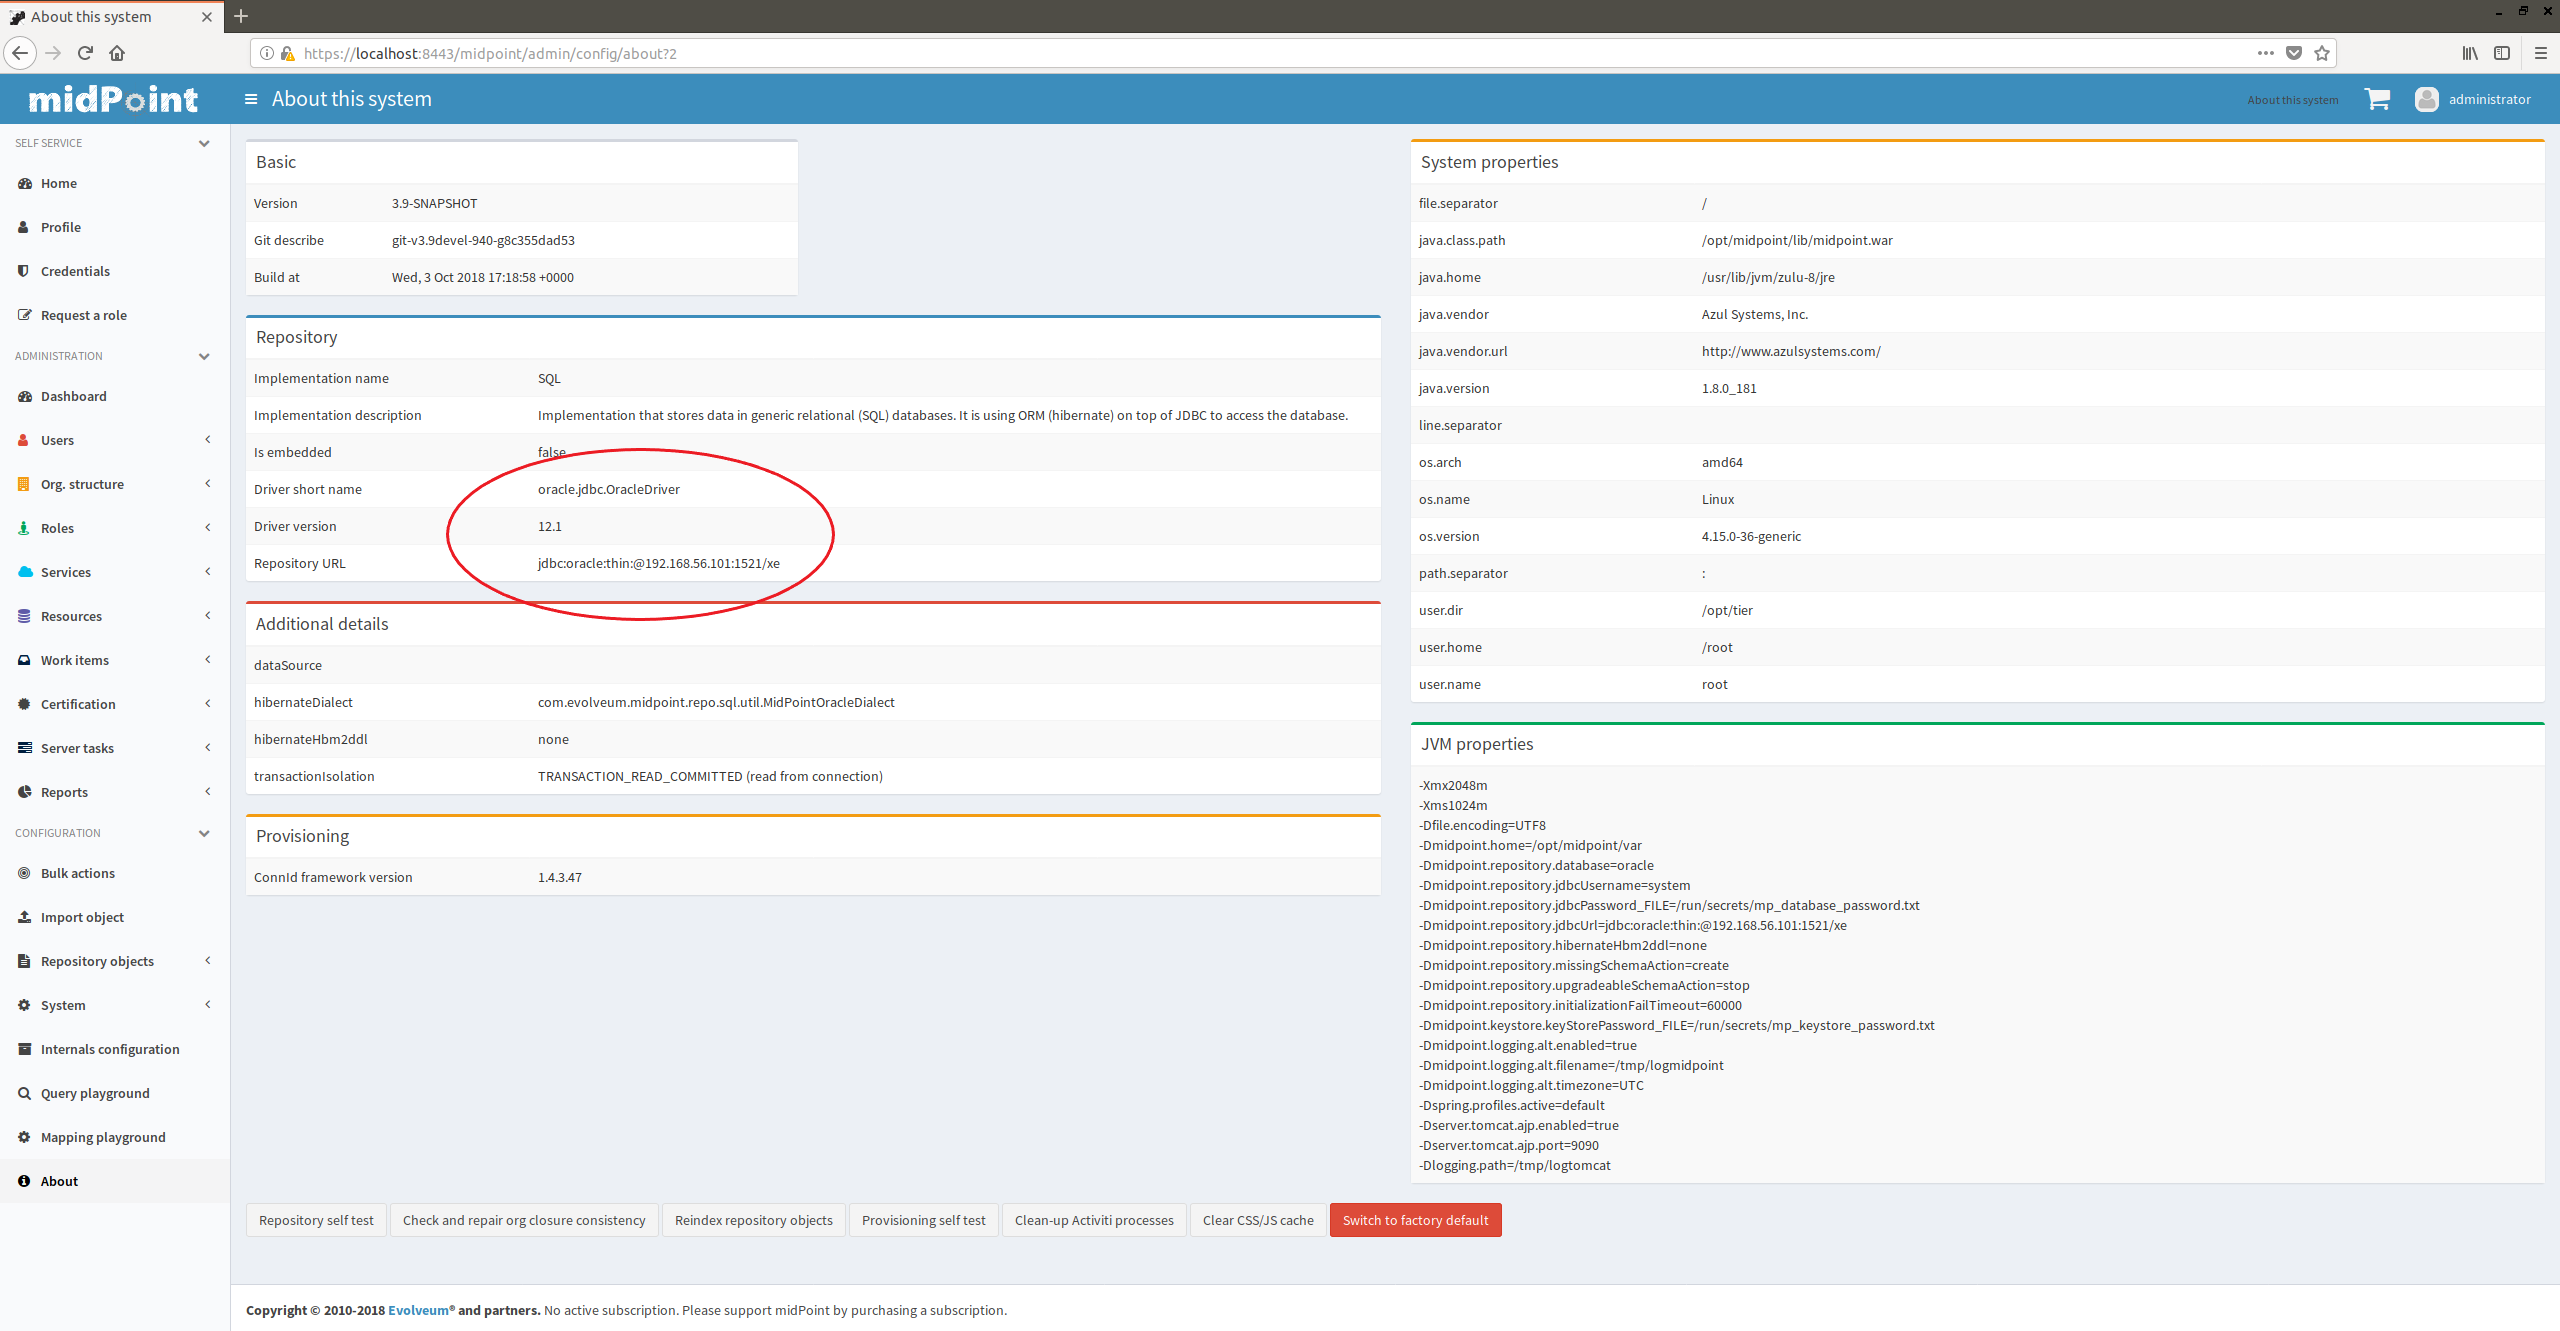 About this system
https://localhost:8443/midpoint/admin/config/about?2
midPoint
About this system
About this system
administrator
SELF SERVICE
Home
Profile
Credentials
Request a role
ADMINISTRATION
Dashboard
Users
Org. structure
Roles
Services
Resources
Work items
Certification
Server tasks
Reports
CONFIGURATION
Bulk actions
Import object
Repository objects
System
Internals configuration
Query playground
Mapping playground
About
Basic
Version 3.9-SNAPSHOT
Git describe git-v3.9devel-940-g8c355dad53
Build at Wed, 3 Oct 2018 17:18:58 +0000
Repository
Implementation name SQL
Implementation description Implementation that stores data in generic relational (SQL) databases. It is using ORM (hibernate) on top of JDBC to access the database.
Is embedded false
Driver short name oracle.jdbc.OracleDriver
Driver version 12.1
Repository URL jdbc:oracle:thin:@192.168.56.101:1521/xe
Additional details
dataSource
hibernateDialect com.evolveum.midpoint.repo.sql.util.MidPointOracleDialect
hibernateHbm2ddl none
transactionIsolation TRANSACTION_READ_COMMITTED (read from connection)
Provisioning
ConnId framework version 1.4.3.47
System properties
file.separator /
java.class.path /opt/midpoint/lib/midpoint.war
java.home /usr/lib/jvm/zulu-8/jre
java.vendor Azul Systems, Inc.
java.vendor.url http://www.azulsystems.com/
java.version 1.8.0_181
line.separator
os.arch amd64
os.name Linux
os.version 4.15.0-36-generic
path.separator :
user.dir /opt/tier
user.home /root
user.name root
JVM properties
-Xmx2048m
-Xms1024m
-Dfile.encoding=UTF8
-Dmidpoint.home=/opt/midpoint/var
-Dmidpoint.repository.database=oracle
-Dmidpoint.repository.jdbcUsername=system
-Dmidpoint.repository.jdbcPassword_FILE=/run/secrets/mp_database_password.txt
-Dmidpoint.repository.jdbcUrl=jdbc:oracle:thin:@192.168.56.101:1521/xe
-Dmidpoint.repository.hibernateHbm2ddl=none
-Dmidpoint.repository.missingSchemaAction=create
-Dmidpoint.repository.upgradeableSchemaAction=stop
-Dmidpoint.repository.initializationFailTimeout=60000
-Dmidpoint.keystore.keyStorePassword_FILE=/run/secrets/mp_keystore_password.txt
-Dmidpoint.logging.alt.enabled=true
-Dmidpoint.logging.alt.filename=/tmp/logmidpoint
-Dmidpoint.logging.alt.timezone=UTC
-Dspring.profiles.active=default
-Dserver.tomcat.ajp.enabled=true
-Dserver.tomcat.ajp.port=9090
-Dlogging.path=/tmp/logtomcat
Repository self test Check and repair org closure consistency Reindex repository objects Provisioning self test Clean-up Activiti processes Clear CSS/JS cache Switch to factory default
Copyright © 2010-2018 Evolveum® and partners. No active subscription. Please support midPoint by purchasing a subscription.